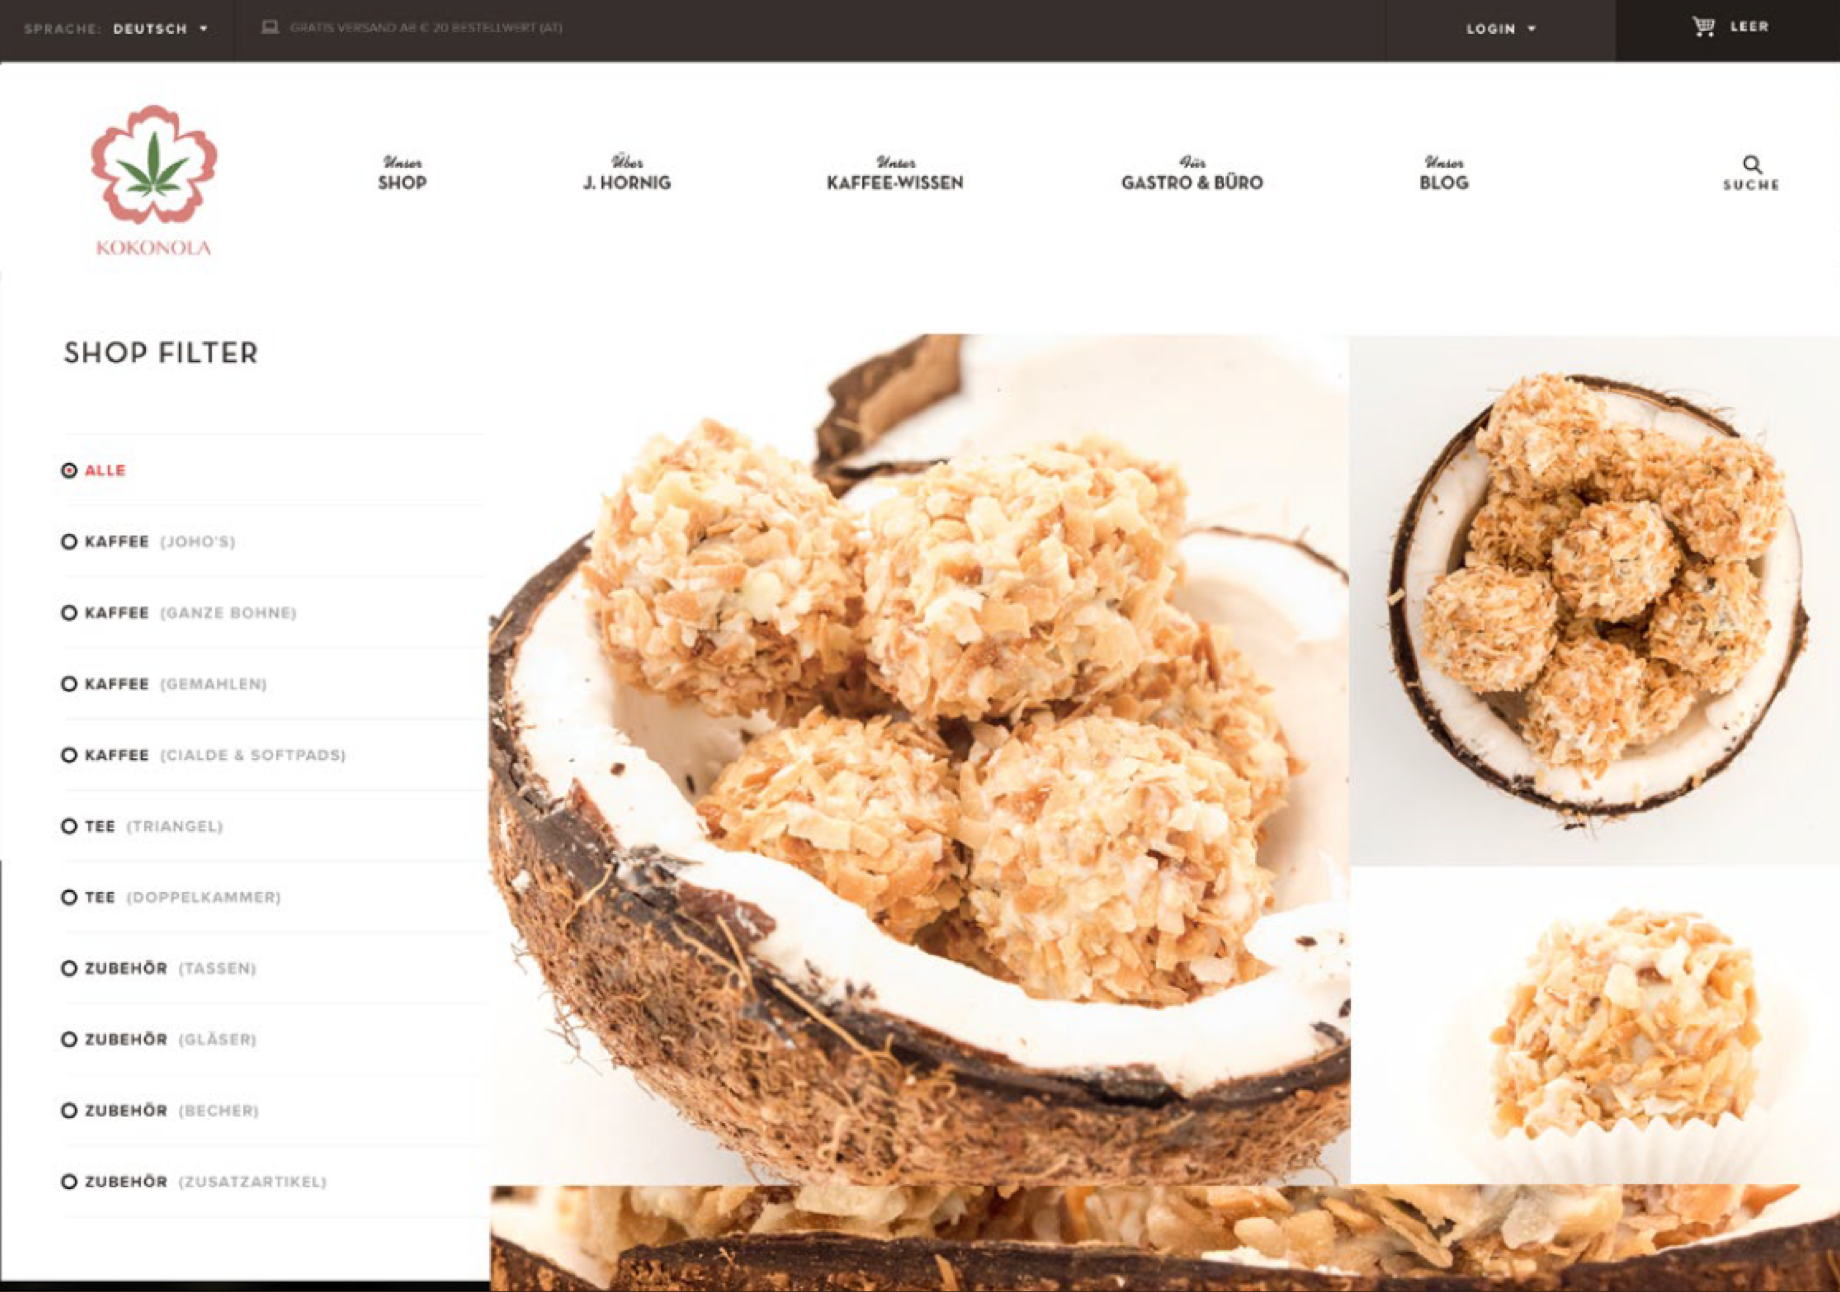 SPRACHE: DEUTSCH
GRATIS VERSAND AB € 20 BESTELLWERT (AT)
LOGIN
LEER
KOKONOLA
Unser
SHOP
Über
J. HORNIG
Unser
KAFFEE-WISSEN
Für
GASTRO & BÜRO
Unser
BLOG
SUCHE
SHOP FILTER
ALLE
KAFFEE (JOHO'S)
KAFFEE (GANZE BOHNE)
KAFFEE (GEMAHLEN)
KAFFEE (CIALDE & SOFTPADS)
TEE (TRIANGEL)
TEE (DOPPELKAMMER)
ZUBEHÖR (TASSEN)
ZUBEHÖR (GLÄSER)
ZUBEHÖR (BECHER)
ZUBEHÖR (ZUSATZARTIKEL)